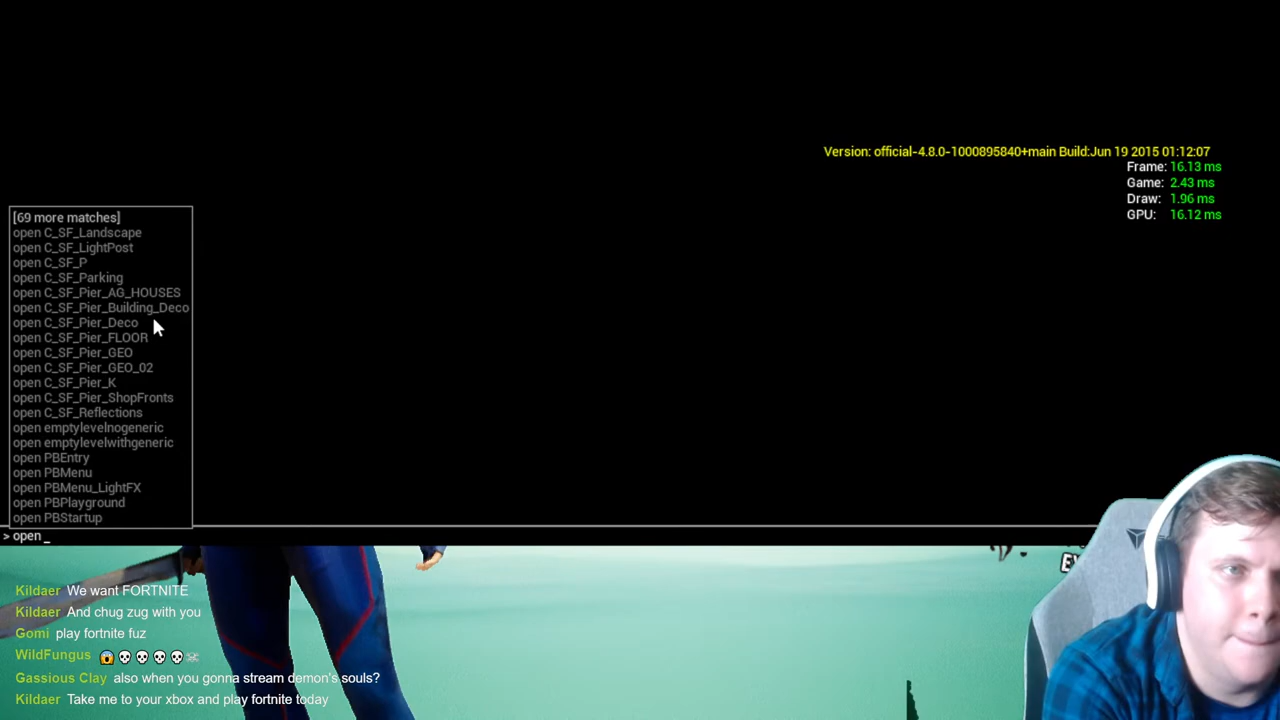 Version: official-4.8.0-1000895840+main Build:Jun 19 2015 01:12:07
Frame: 16.13 ms
Game: 2.43 ms
Draw: 1.96 ms
GPU: 16.12 ms
[69 more matches]
open C_SF_Landscape
open C_SF_LightPost
open C_SF_P
open C_SF_Parking
open C_SF_Pier_AG_HOUSES
open C_SF_Pier_Building_Deco
open C_SF_Pier_Deco
open C_SF_Pier_FLOOR
open C_SF_Pier_GEO
open C_SF_Pier_GEO_02
open C_SF_Pier_K
open C_SF_Pier_ShopFronts
open C_SF_Reflections
open emptylevelnogeneric
open emptylevelwithgeneric
open PBEntry
open PBMenu
open PBMenu_LightFX
open PBPlayground
open PBStartup
> open _
Kildaer We want FORTNITE
Kildaer And chug zug with you
Gomi play fortnite fuz
WildFungus 😱💀💀💀💀☠️
Gassious Clay also when you gonna stream demon's souls?
Kildaer Take me to your xbox and play fortnite today